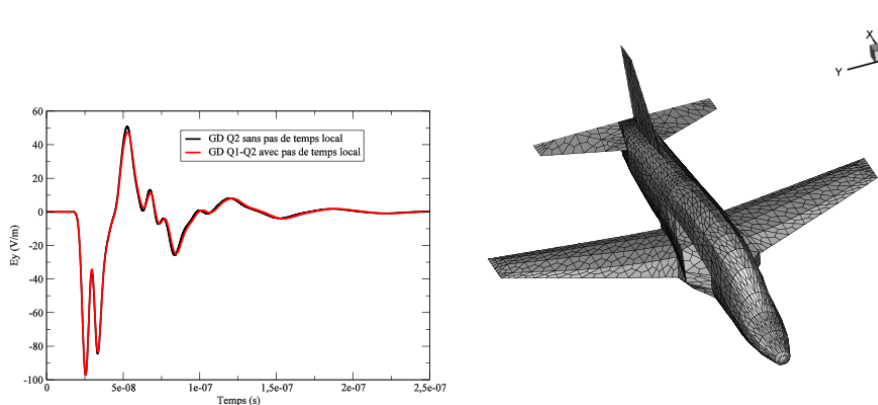 60
40
20
0
-20
-40
-60
-80
-100
Ey (V/m)
GD Q2 sans pas de temps local
GD Q1-Q2 avec pas de temps local
0 5e-08 1e-07 1,5e-07 2e-07 2,5e-07
Temps (s)
X
Y